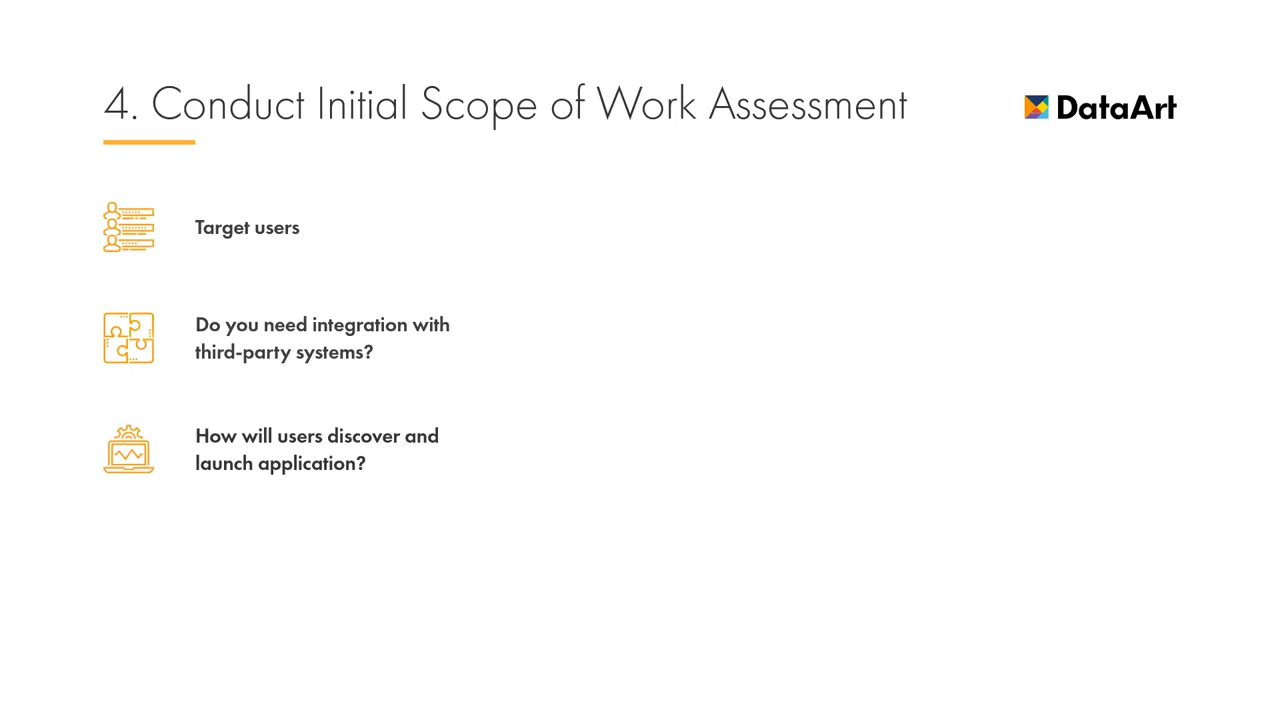 4. Conduct Initial Scope of Work Assessment
DataArt
Target users
Do you need integration with
third-party systems?
How will users discover and
launch application?